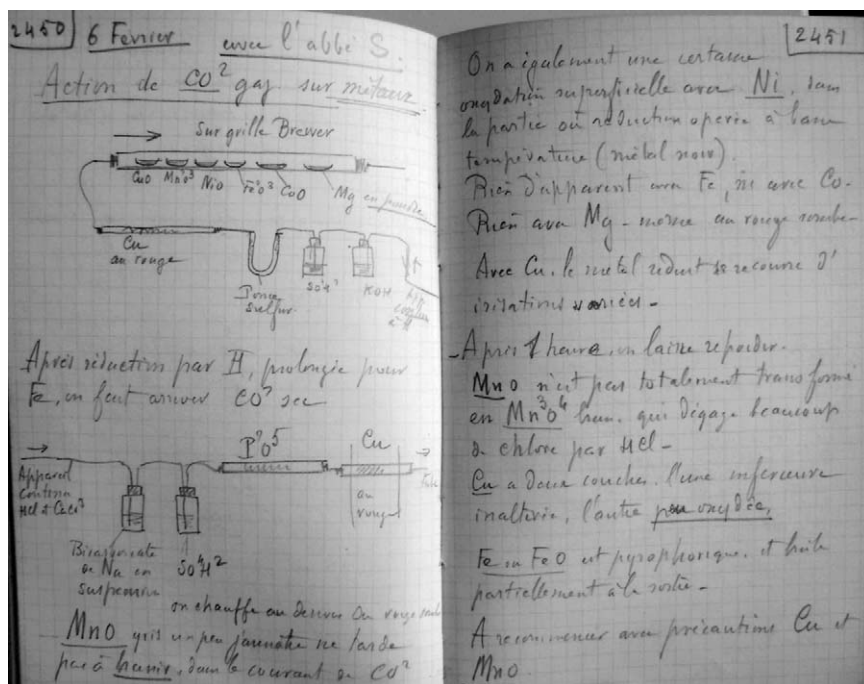 2450
6 Fevrier avec l'abbé S.
Action de CO² gaz sur métaux.
Sur grille Brewer
CuO Mn²O³ NiO Fe²O³ CoO Mg en poudre
Cu
au rouge
Ponce
sulfur.
SO⁴H²
KOH
à H
Après réduction par H, prolongée pour
Fe, on fait arriver CO² sec
Appareil
continu
HCl et CaCO³
P²O⁵
Cu
au
rouge
Bicarbonate
de Na en
suspension
SO⁴H²
on chauffe au dessous du rouge sombre
MnO gris un peu jaunâtre ne tarde
pas à brunir, dans le courant de CO²
2451
On a également une certaine
oxydation superficielle avec Ni, dans
la partie où réduction opérée à basse
température (métal noir).
Rien d'apparent avec Fe, ni avec Co.
Rien avec Mg - même au rouge sombre -
Avec Cu, le métal réduit se recouvre d'
irisations variées -
- Après 1 heure, on laisse refroidir.
MnO n'est pas totalement transformé
en Mn³O⁴ brun, qui dégage beaucoup
de chlore par HCl -
Cu a deux couches, l'une inférieure
inaltérée, l'autre peu oxydée,
Fe ou FeO est pyrophorique, et brûle
partiellement à la sortie -
A recommencer avec précautions Cu et
MnO